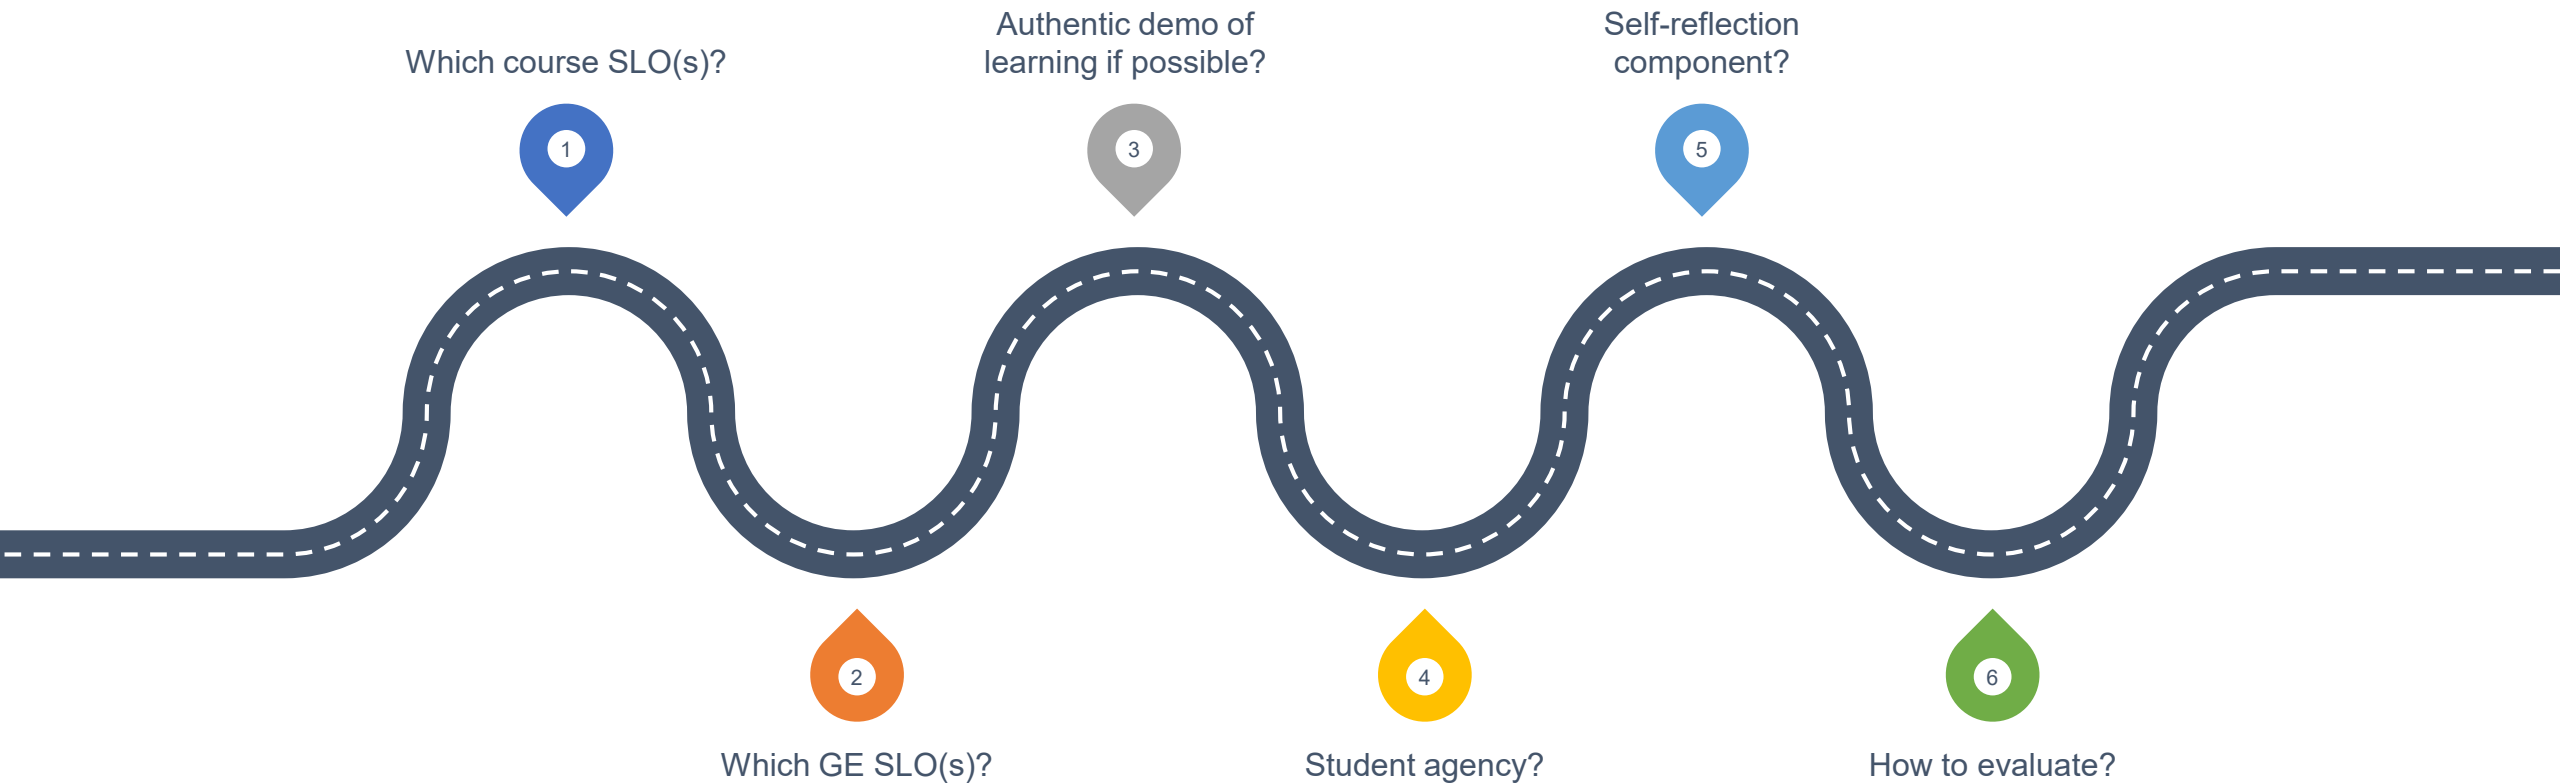 Which course SLO(s)?
1
Which GE SLO(s)?
2
Authentic demo of
learning if possible?
3
Student agency?
4
Self-reflection
component?
5
How to evaluate?
6